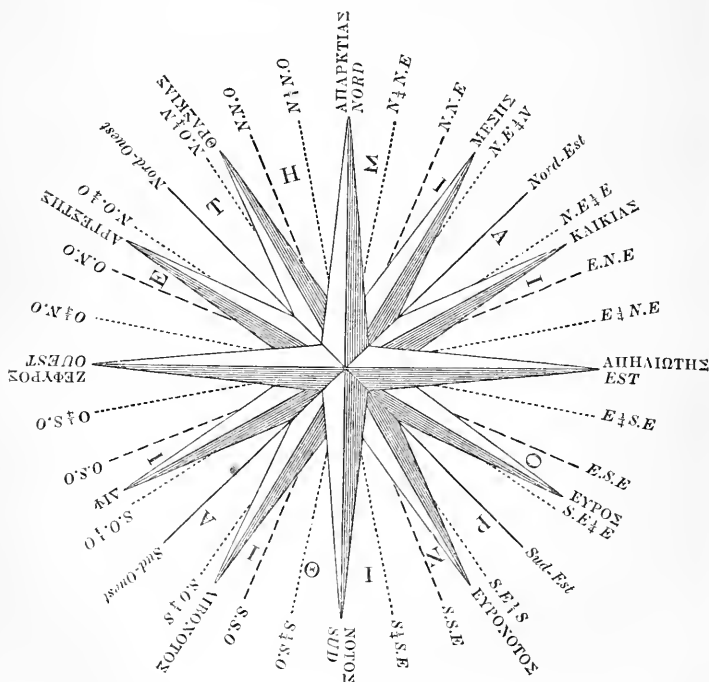 ΑΠΑΡΚΤΙΑΣ
NORD
N¼N.E
N.N.E
ΜΕΣΗΣ
N.E¼N
Nord-Est
N.E¼E
ΚΑΙΚΙΑΣ
E.N.E
E¼N.E
ΑΠΗΛΙΩΤΗΣ
EST
E¼S.E
E.S.E
ΕΥΡΟΣ
S.E¼E
Sud-Est
S.E¼S
ΕΥΡΟΝΟΤΟΣ
S.S.E
S¼S.E
ΝΟΤΟΣ
SUD
S¼S.O
S.S.O
S.O¼S
ΛΙΒΟΝΟΤΟΣ
Sud-Ouest
S.O¼O
ΛΙΨ
O.S.O
O¼S.O
ΖΕΦΥΡΟΣ
OUEST
O¼N.O
O.N.O
ΑΡΓΕΣΤΗΣ
N.O¼O
Nord-Ouest
N.O¼N
ΘΡΑΣΚΙΑΣ
N.N.O
N¼N.O
Μ
Ι
Α
Ι
Ο
Ρ
Ζ
Ι
Θ
Ι
Α
Ι
Ε
Τ
Η